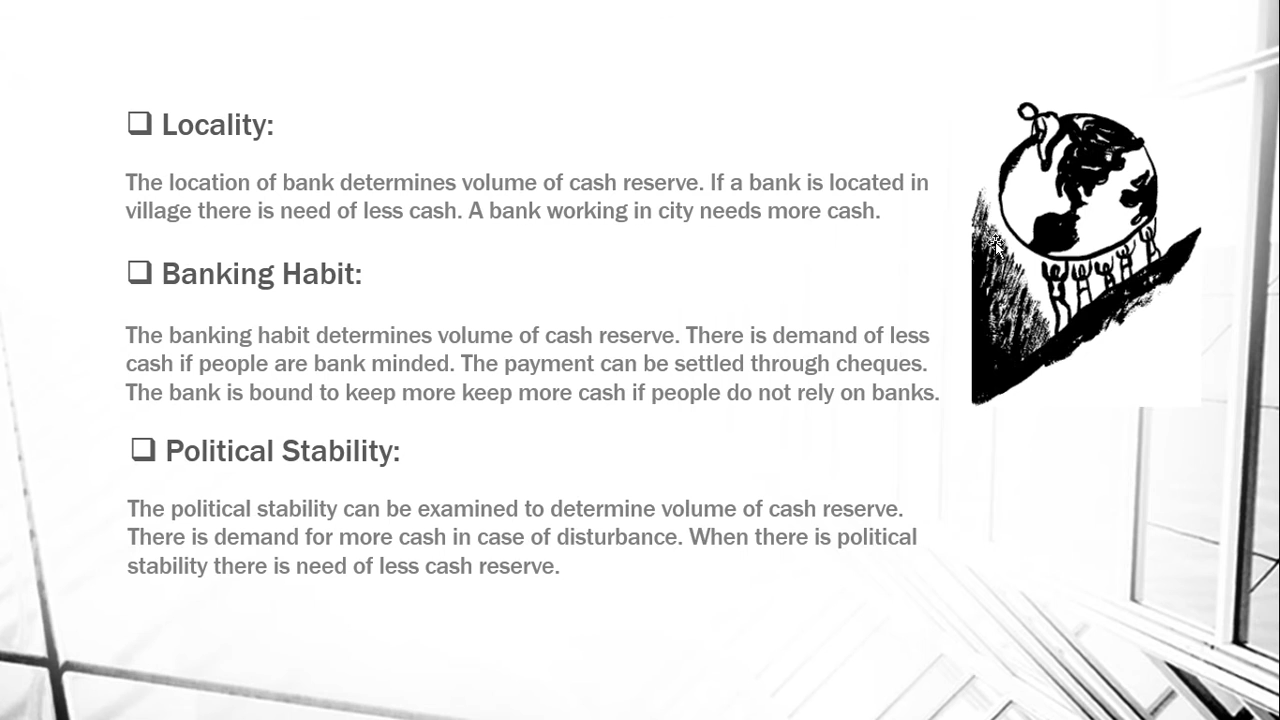 ❑ Locality:
The location of bank determines volume of cash reserve. If a bank is located in
village there is need of less cash. A bank working in city needs more cash.
❑ Banking Habit:
The banking habit determines volume of cash reserve. There is demand of less
cash if people are bank minded. The payment can be settled through cheques.
The bank is bound to keep more keep more cash if people do not rely on banks.
❑ Political Stability:
The political stability can be examined to determine volume of cash reserve.
There is demand for more cash in case of disturbance. When there is political
stability there is need of less cash reserve.